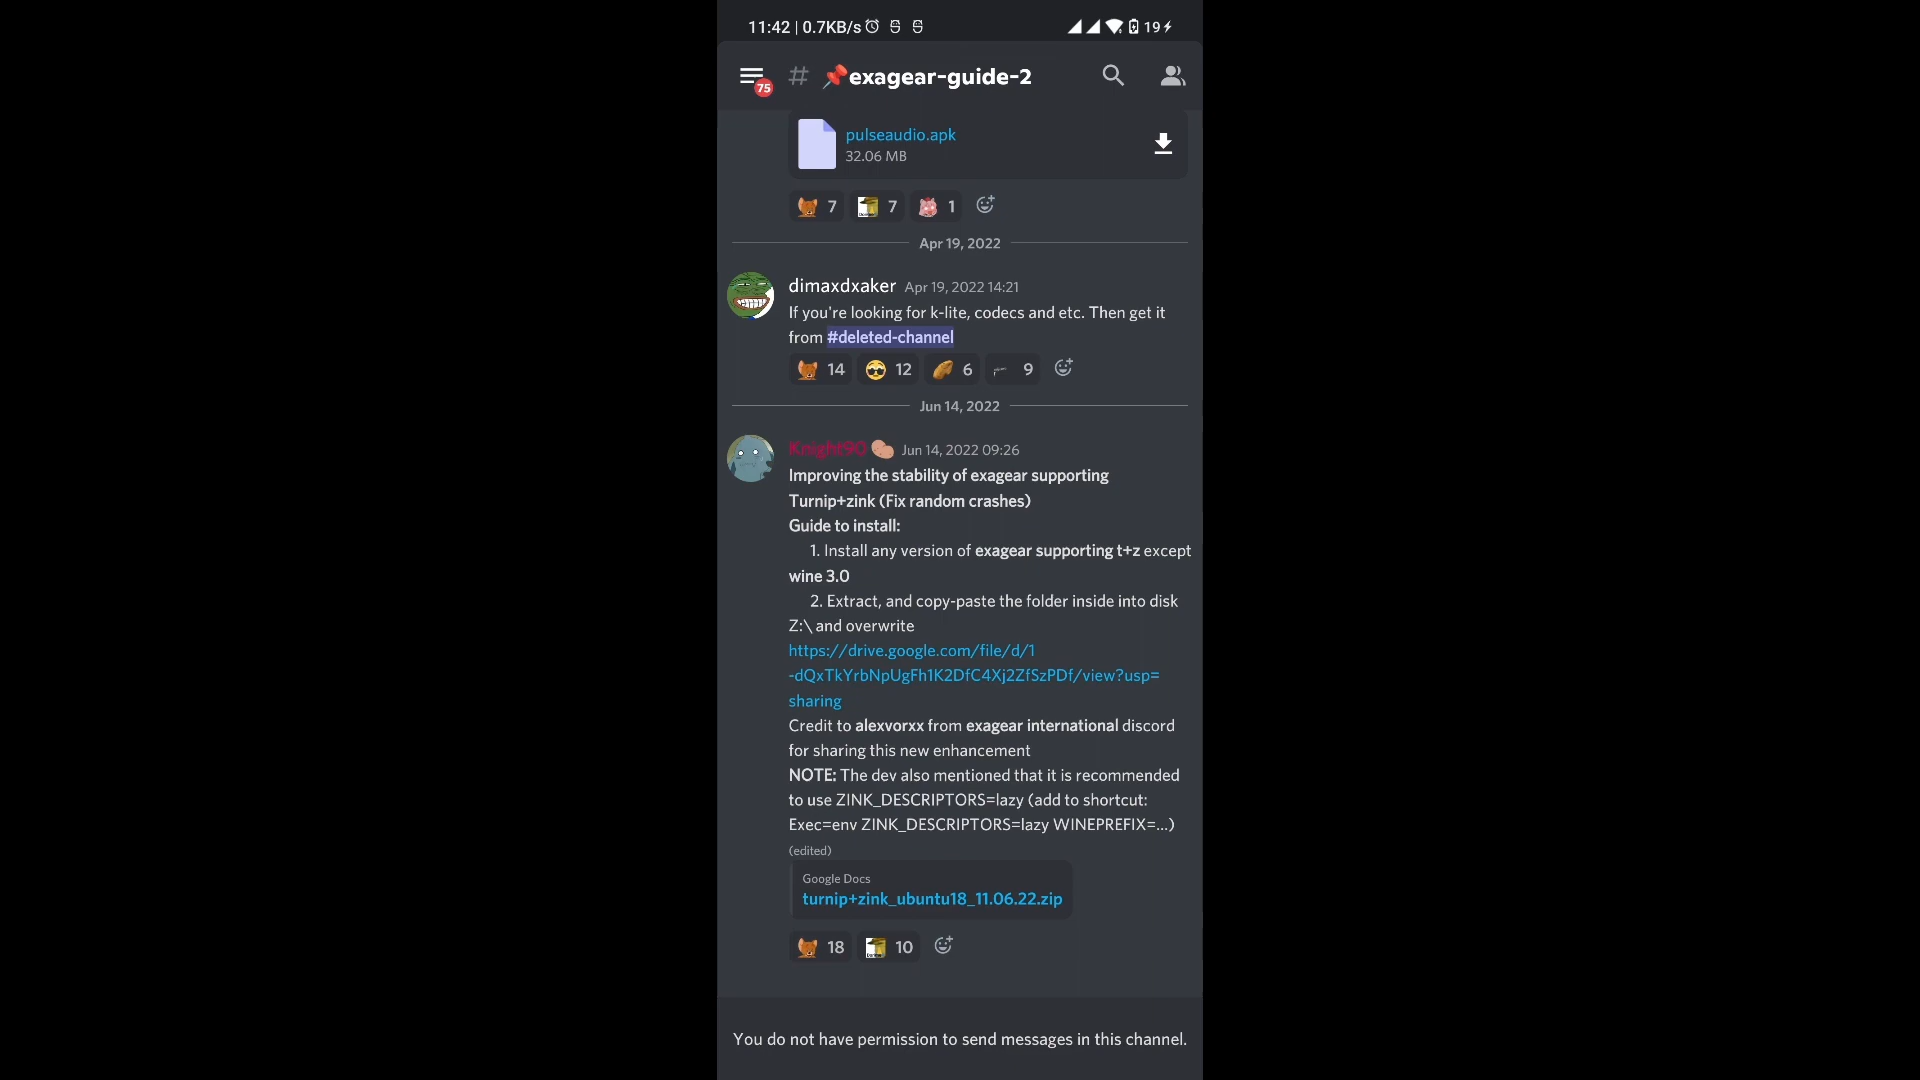 11:42 | 0.7KB/s 19
75 # exagear-guide-2
pulseaudio.apk
32.06 MB
7 7 1
Apr 19, 2022
dimaxdxaker Apr 19, 2022 14:21
If you're looking for k-lite, codecs and etc. Then get it
from #deleted-channel
14 12 6 9
Jun 14, 2022
Knight90 Jun 14, 2022 09:26
Improving the stability of exagear supporting
Turnip+zink (Fix random crashes)
Guide to install:
1. Install any version of exagear supporting t+z except
wine 3.0
2. Extract, and copy-paste the folder inside into disk
Z:\ and overwrite
https://drive.google.com/file/d/1
-dQxTkYrbNpUgFh1K2DfC4Xj2ZfSzPDf/view?usp=
sharing
Credit to alexvorxx from exagear international discord
for sharing this new enhancement
NOTE: The dev also mentioned that it is recommended
to use ZINK_DESCRIPTORS=lazy (add to shortcut:
Exec=env ZINK_DESCRIPTORS=lazy WINEPREFIX=...)
(edited)
Google Docs
turnip+zink_ubuntu18_11.06.22.zip
18 10
You do not have permission to send messages in this channel.